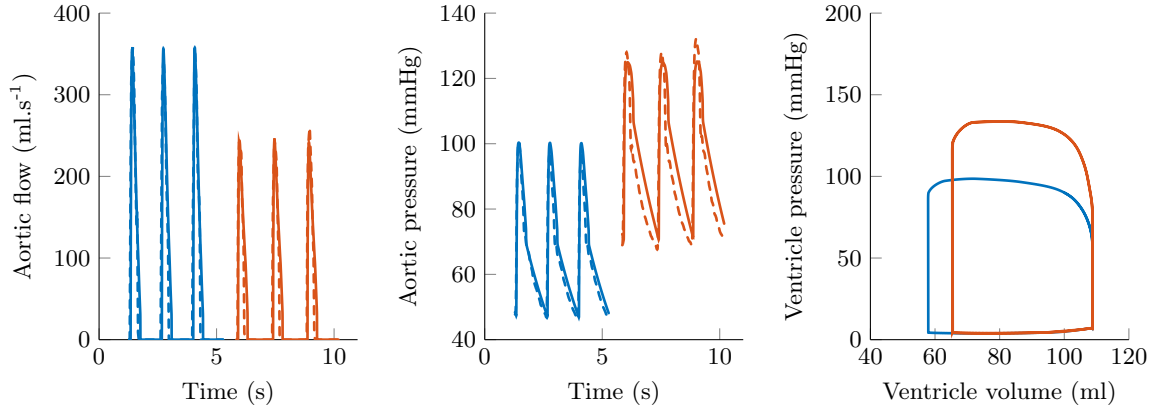 400
300
200
100
0
Aortic flow (ml.s⁻¹)
0 5 10
Time (s)
140
120
100
80
60
40
Aortic pressure (mmHg)
0 5 10
Time (s)
200
150
100
50
0
Ventricle pressure (mmHg)
40 60 80 100 120
Ventricle volume (ml)